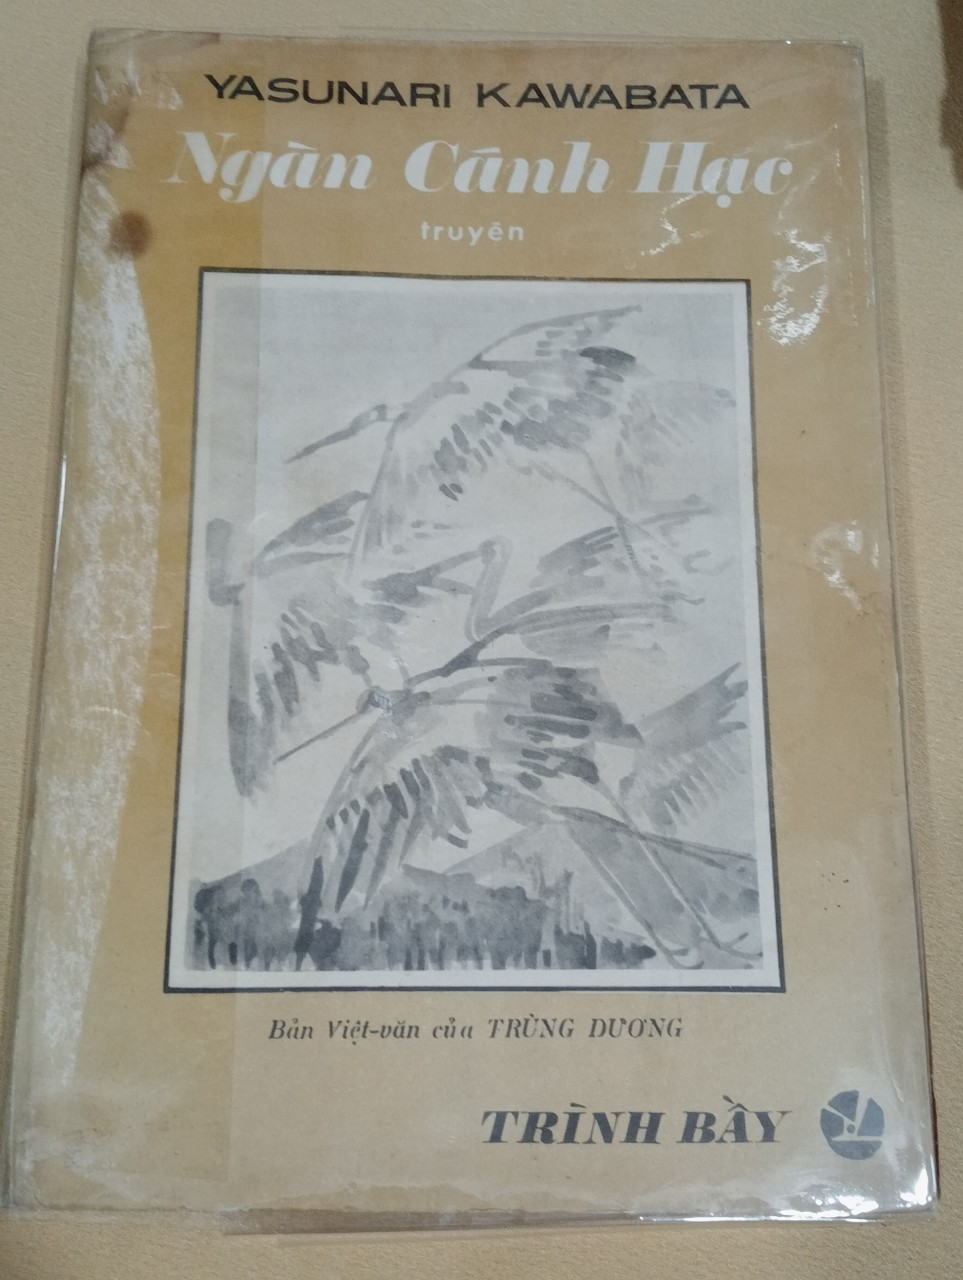 YASUNARI KAWABATA
Ngàn Cánh Hạc
truyện
Bản Việt-văn của TRÙNG DƯƠNG
TRÌNH BẦY